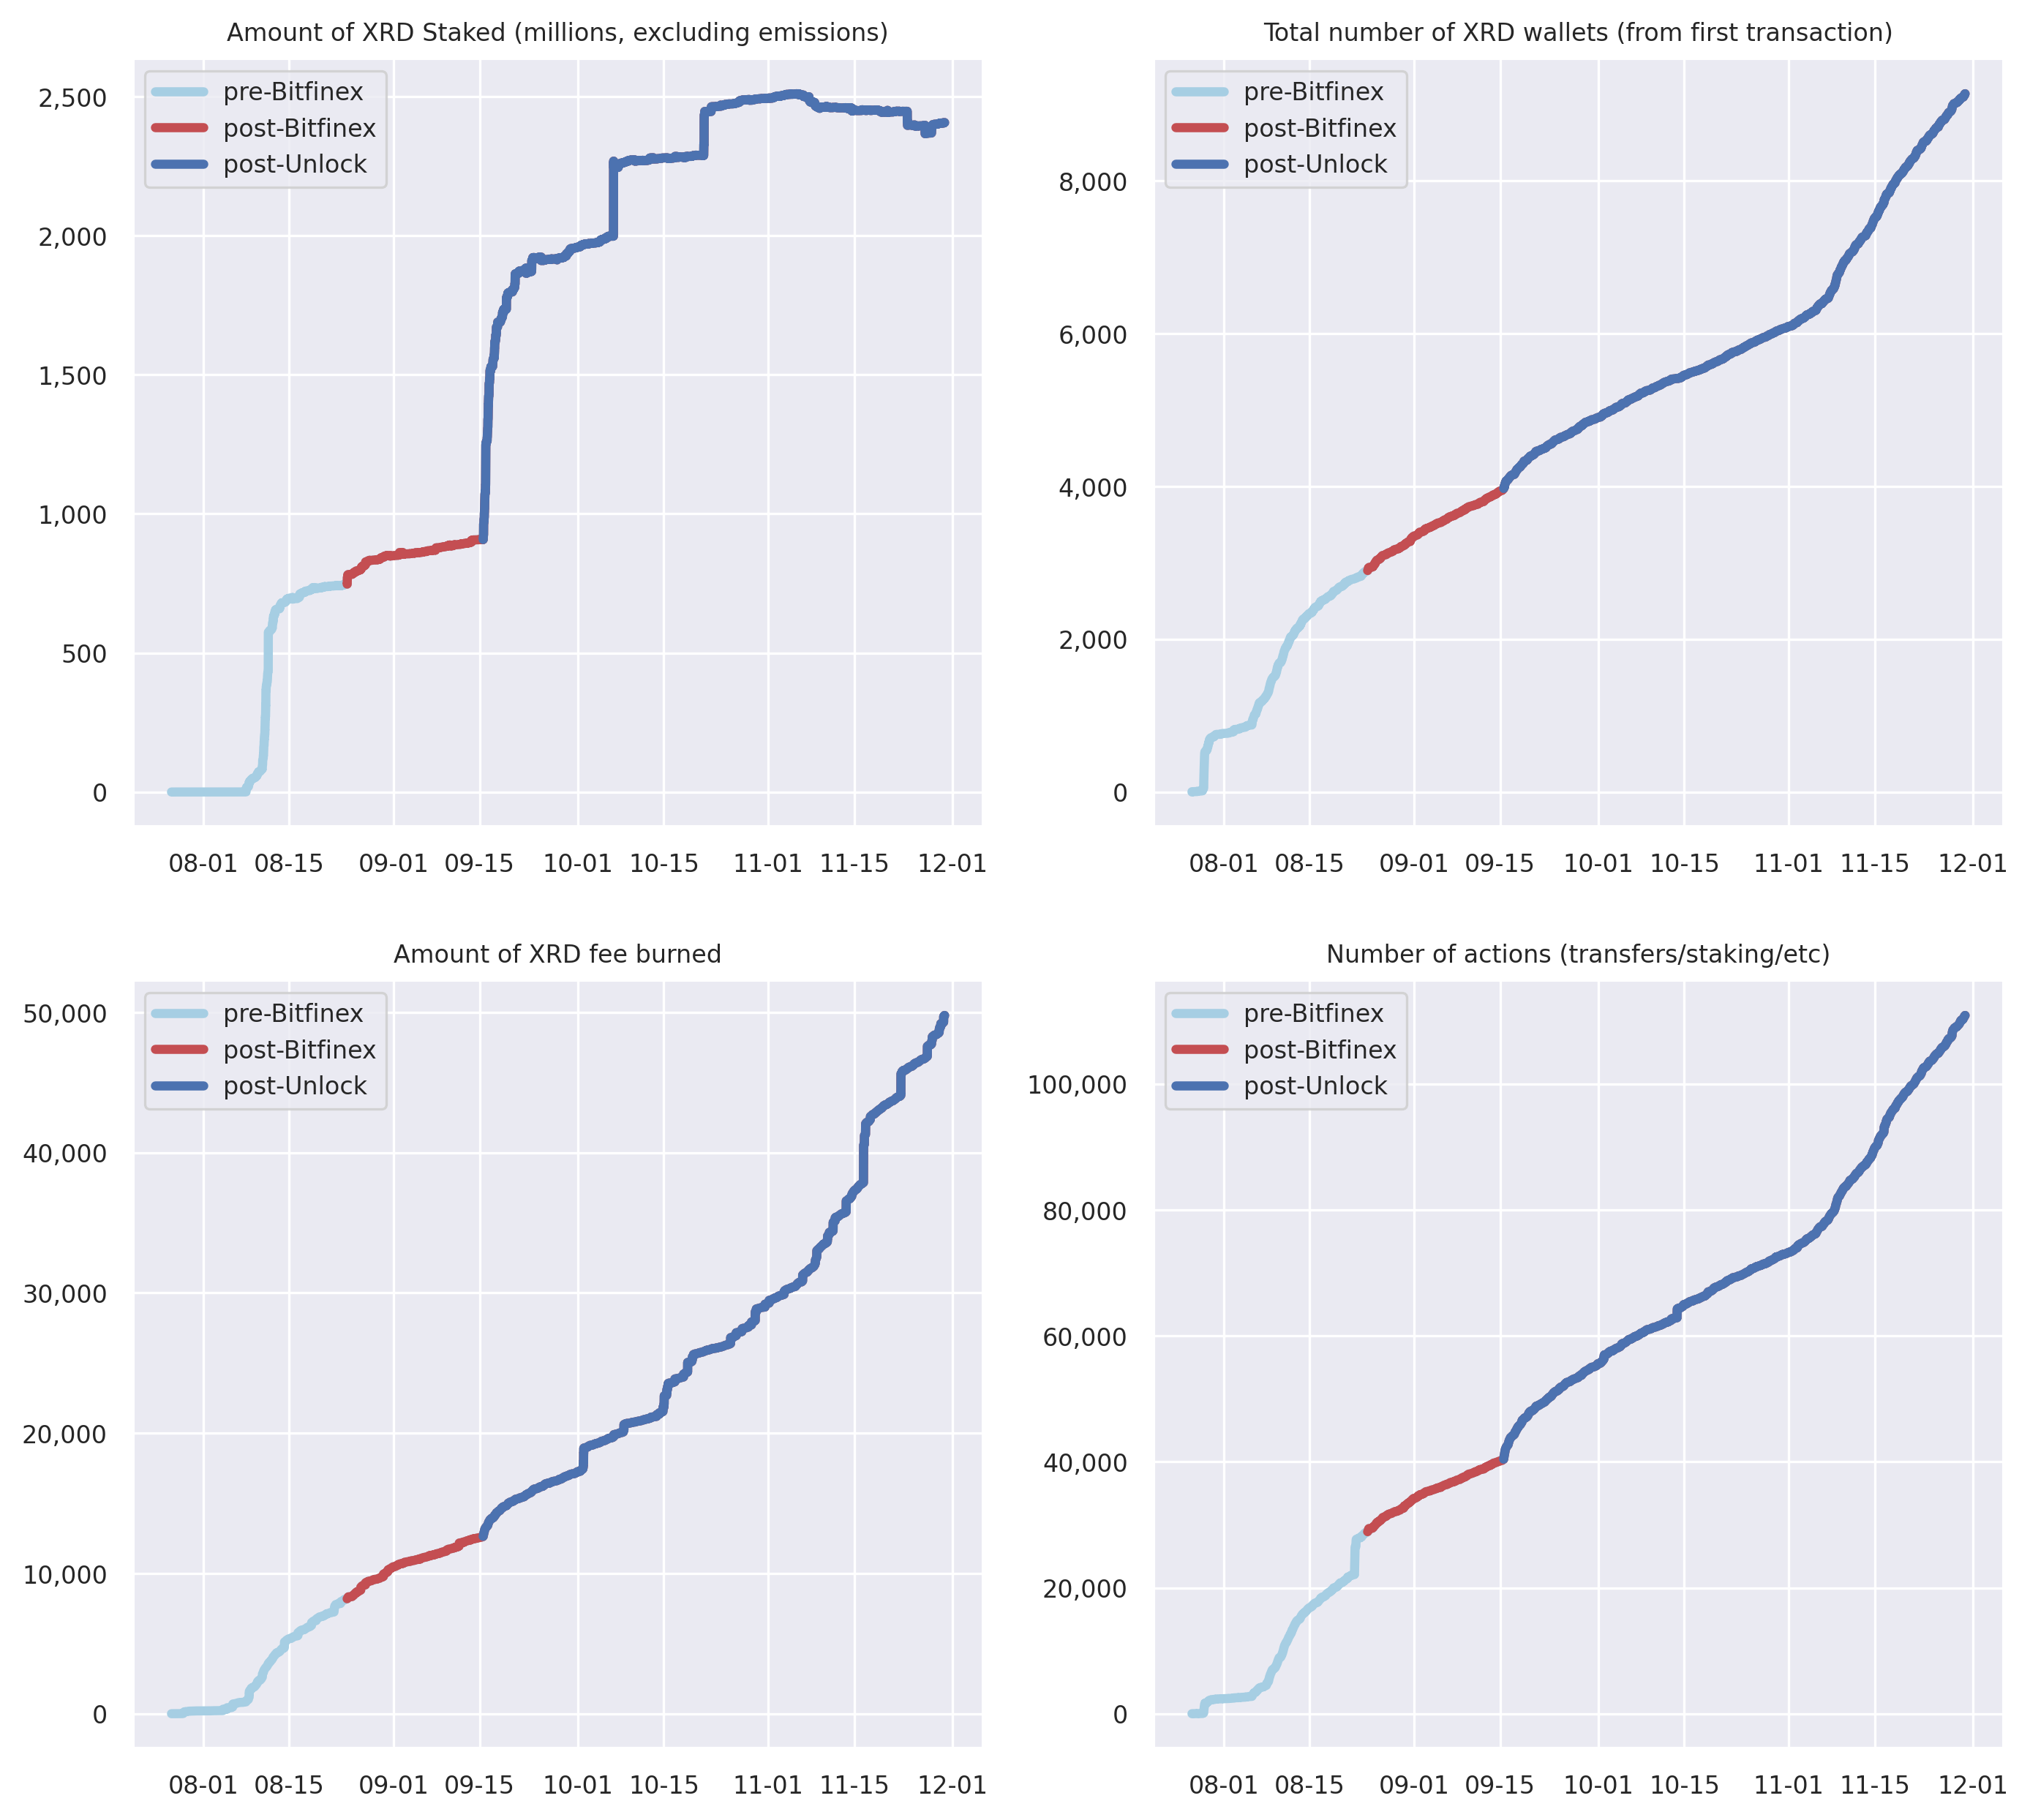 Amount of XRD Staked (millions, excluding emissions)
pre-Bitfinex
post-Bitfinex
post-Unlock
2,500
2,000
1,500
1,000
500
0
08-01 08-15 09-01 09-15 10-01 10-15 11-01 11-15 12-01
Total number of XRD wallets (from first transaction)
pre-Bitfinex
post-Bitfinex
post-Unlock
8,000
6,000
4,000
2,000
0
08-01 08-15 09-01 09-15 10-01 10-15 11-01 11-15 12-01
Amount of XRD fee burned
pre-Bitfinex
post-Bitfinex
post-Unlock
50,000
40,000
30,000
20,000
10,000
0
08-01 08-15 09-01 09-15 10-01 10-15 11-01 11-15 12-01
Number of actions (transfers/staking/etc)
pre-Bitfinex
post-Bitfinex
post-Unlock
100,000
80,000
60,000
40,000
20,000
0
08-01 08-15 09-01 09-15 10-01 10-15 11-01 11-15 12-01